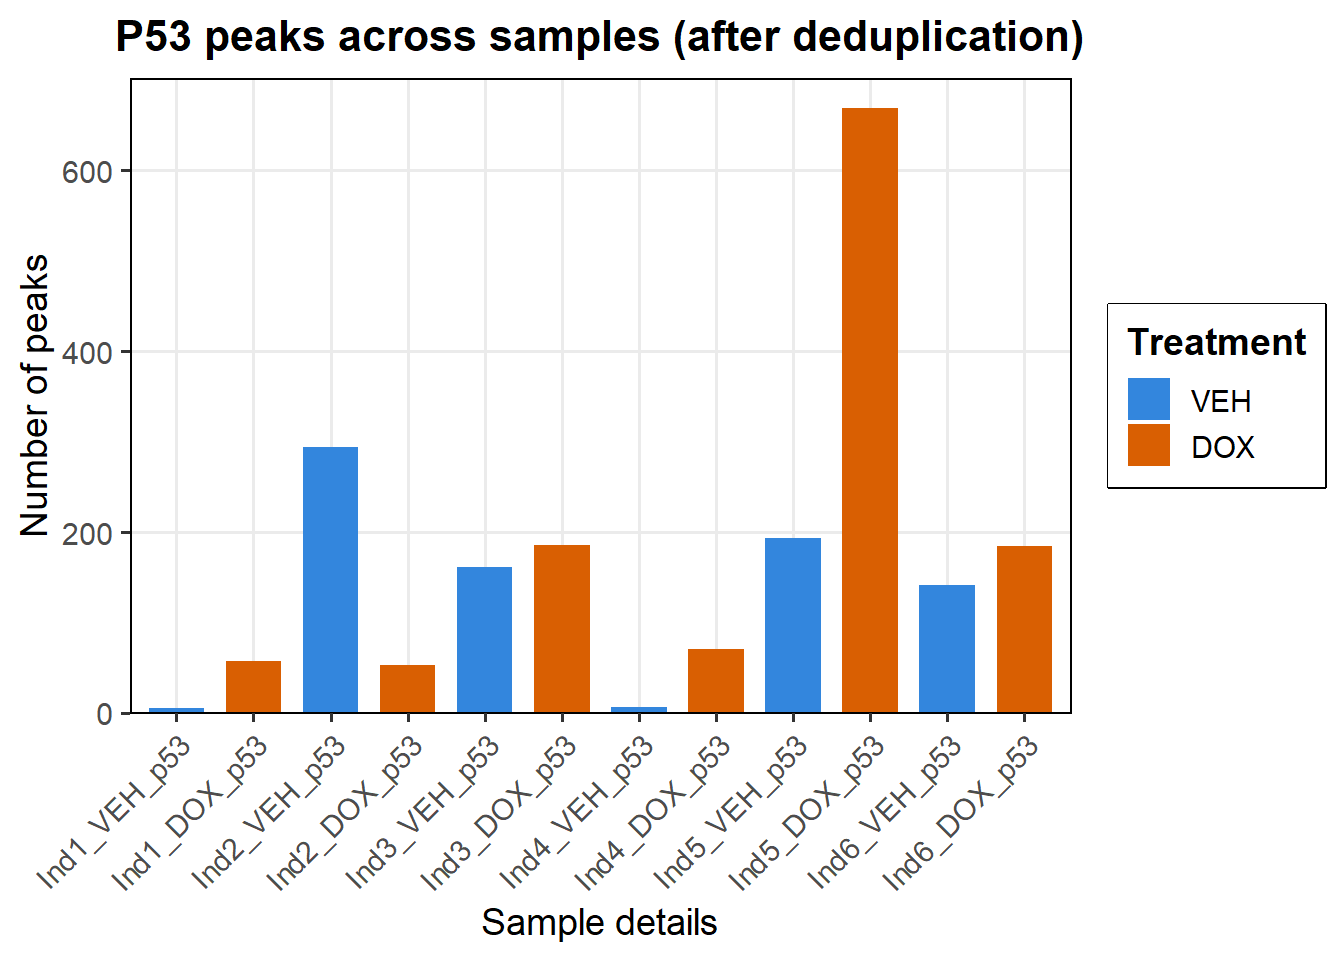 P53 peaks across samples (after deduplication)
Number of peaks
600
400
200
0
Ind1_VEH_p53
Ind1_DOX_p53
Ind2_VEH_p53
Ind2_DOX_p53
Ind3_VEH_p53
Ind3_DOX_p53
Ind4_VEH_p53
Ind4_DOX_p53
Ind5_VEH_p53
Ind5_DOX_p53
Ind6_VEH_p53
Ind6_DOX_p53
Sample details
Treatment
VEH
DOX